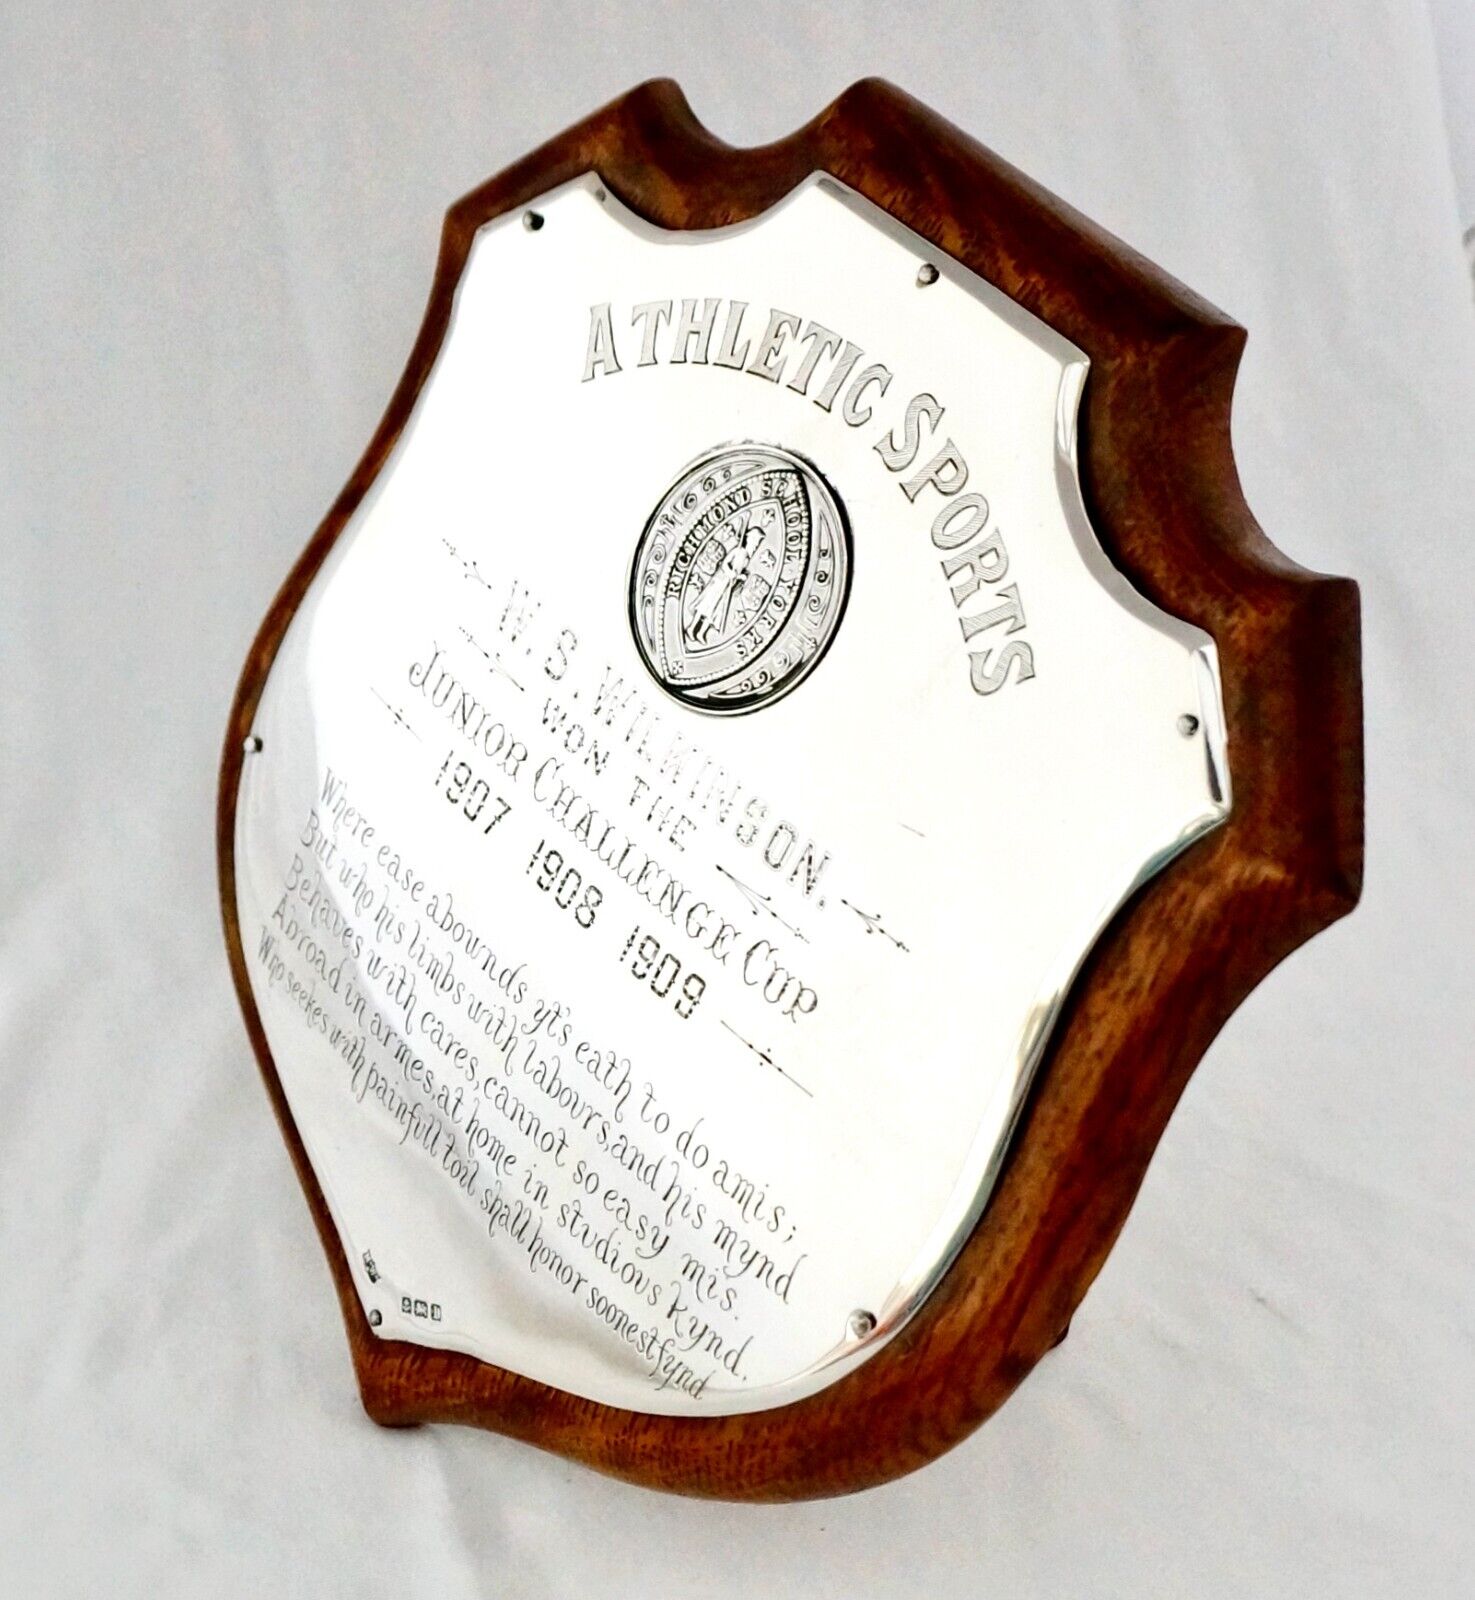 ATHLETIC SPORTS
RICHMOND SCHOOL YORKS
W. S. WILKINSON.
WON THE
JUNIOR CHALLENGE CUP
1907 1908 1909
Where ease abounds yt's eath to do amis;
But who his limbs with labours, and his mynd
Behaves with cares, cannot so easy mis.
Abroad in armes, at home in studious kynd,
Who seekes with painfull toil shall honor soonest fynd